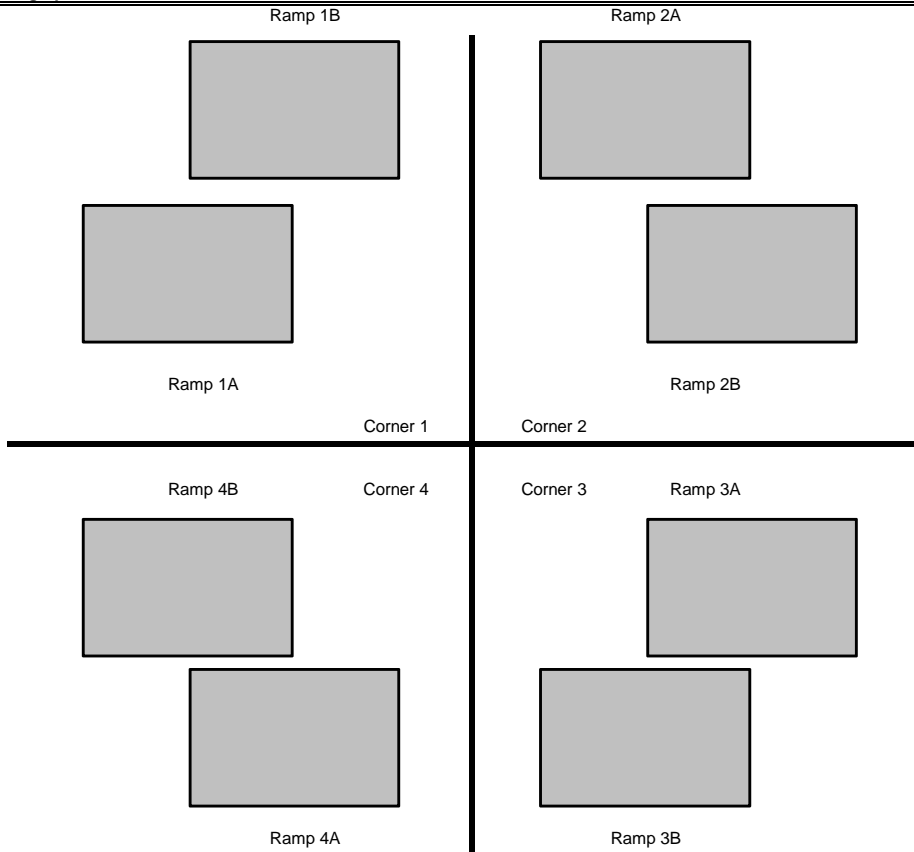 Ramp 1B Ramp 2A
Ramp 1A Ramp 2B
Corner 1 Corner 2
Ramp 4B Corner 4 Corner 3 Ramp 3A
Ramp 4A Ramp 3B